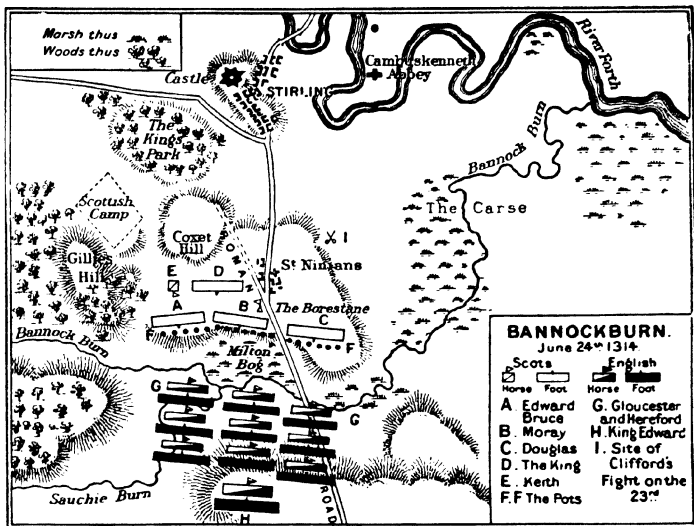 Marsh thus
Woods thus
Castle
STIRLING
Cambuskenneth
Abbey
River Forth
The
King's
Park
Bannock Burn
Scottish
Camp
The Carse
Coxet
Hill
ROMAN
I
St Ninians
Gillies
Hill
E
D
The Borestane
A
B
C
F
F
Bannock Burn
Milton
Bog
G
G
Sauchie Burn
H
ROAD
BANNOCKBURN.
June 24th 1314.
Scots English
Horse Foot Horse Foot
A. Edward Bruce
B. Moray
C. Douglas
D. The King
E. Keith
F.F The Pots
G. Gloucester and Hereford
H. King Edward
I. Site of Clifford's Fight on the 23rd